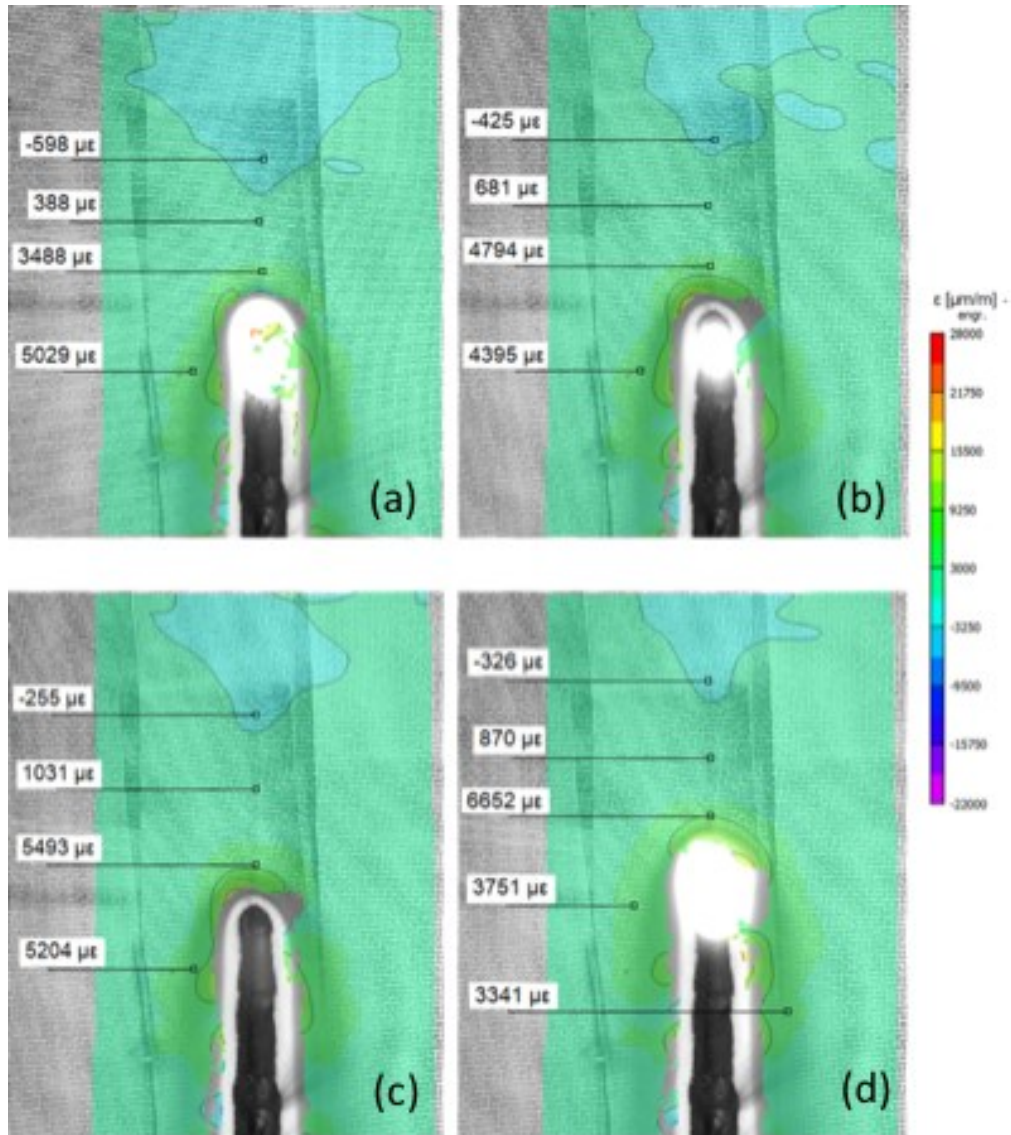 -598 µε
388 µε
3488 µε
5029 µε
(a)
-425 µε
681 µε
4794 µε
4395 µε
(b)
ε [µm/m] -
engr.
28000
21750
15500
9250
3000
-3250
-9500
-15750
-22000
-255 µε
1031 µε
5493 µε
5204 µε
(c)
-326 µε
870 µε
6652 µε
3751 µε
3341 µε
(d)